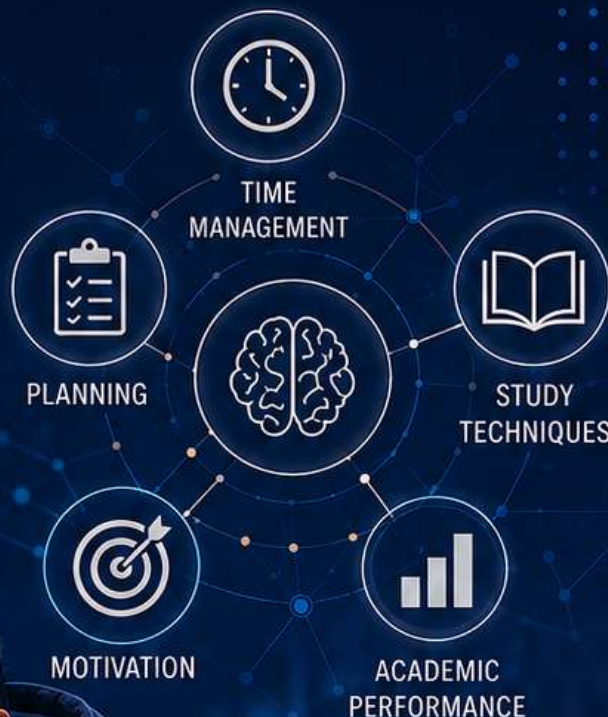 TIME
MANAGEMENT
PLANNING
STUDY
TECHNIQUES
MOTIVATION
ACADEMIC
PERFORMANCE